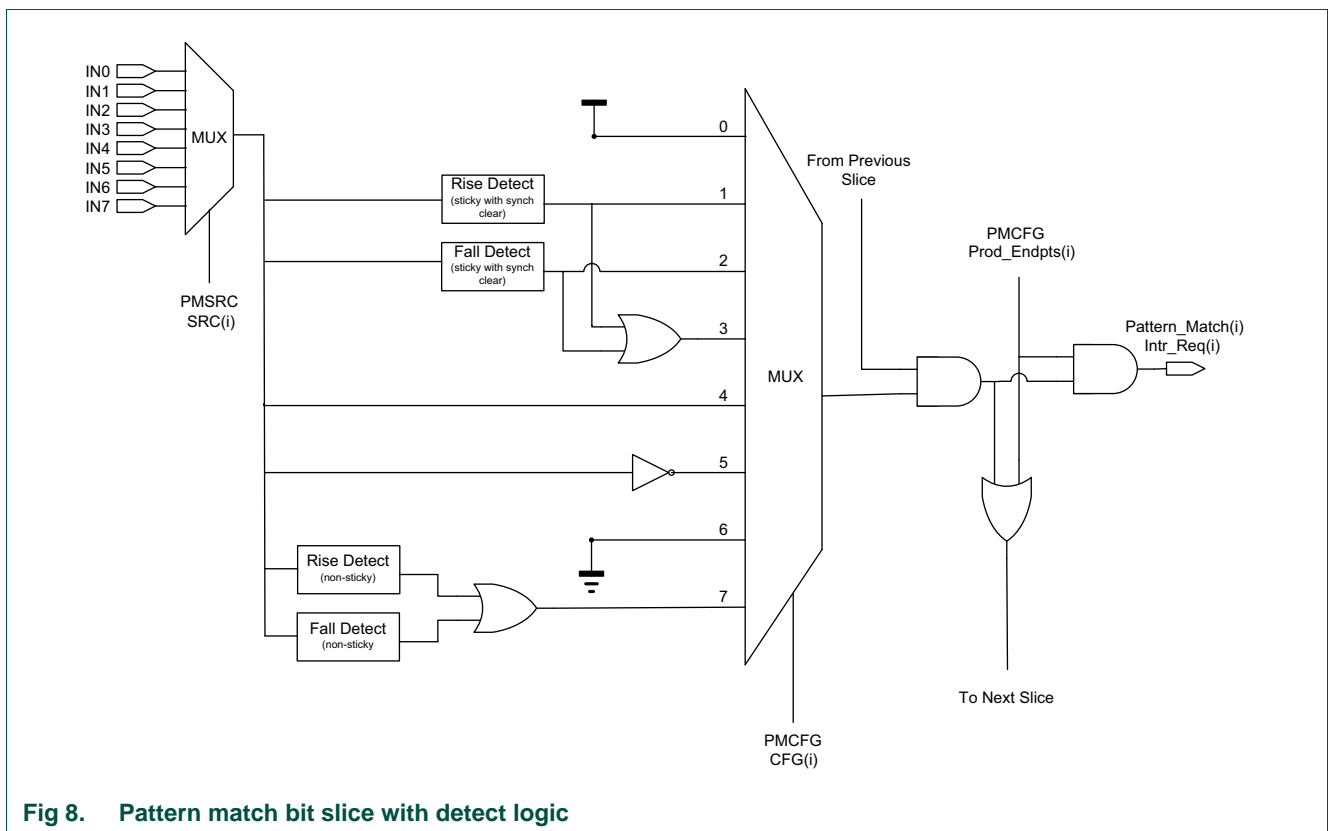 IN0
IN1
IN2
IN3
IN4
IN5
IN6
IN7
MUX
PMSRC
SRC(i)
Rise Detect
(sticky with synch
clear)
Fall Detect
(sticky with synch
clear)
Rise Detect
(non-sticky)
Fall Detect
(non-sticky
0
1
2
3
4
5
6
7
MUX
PMCFG
CFG(i)
From Previous
Slice
PMCFG
Prod_Endpts(i)
Pattern_Match(i)
Intr_Req(i)
To Next Slice
Fig 8. Pattern match bit slice with detect logic